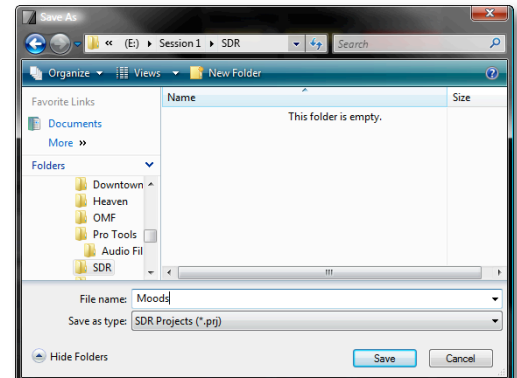 Save As
« (E:) ▸ Session 1 ▸ SDR Search
Organize Views New Folder
Favorite Links
Documents
More »
Folders
Downtown
Heaven
OMF
Pro Tools
Audio Fil
SDR
Name Size
This folder is empty.
File name: Moods
Save as type: SDR Projects (*.prj)
Hide Folders Save Cancel